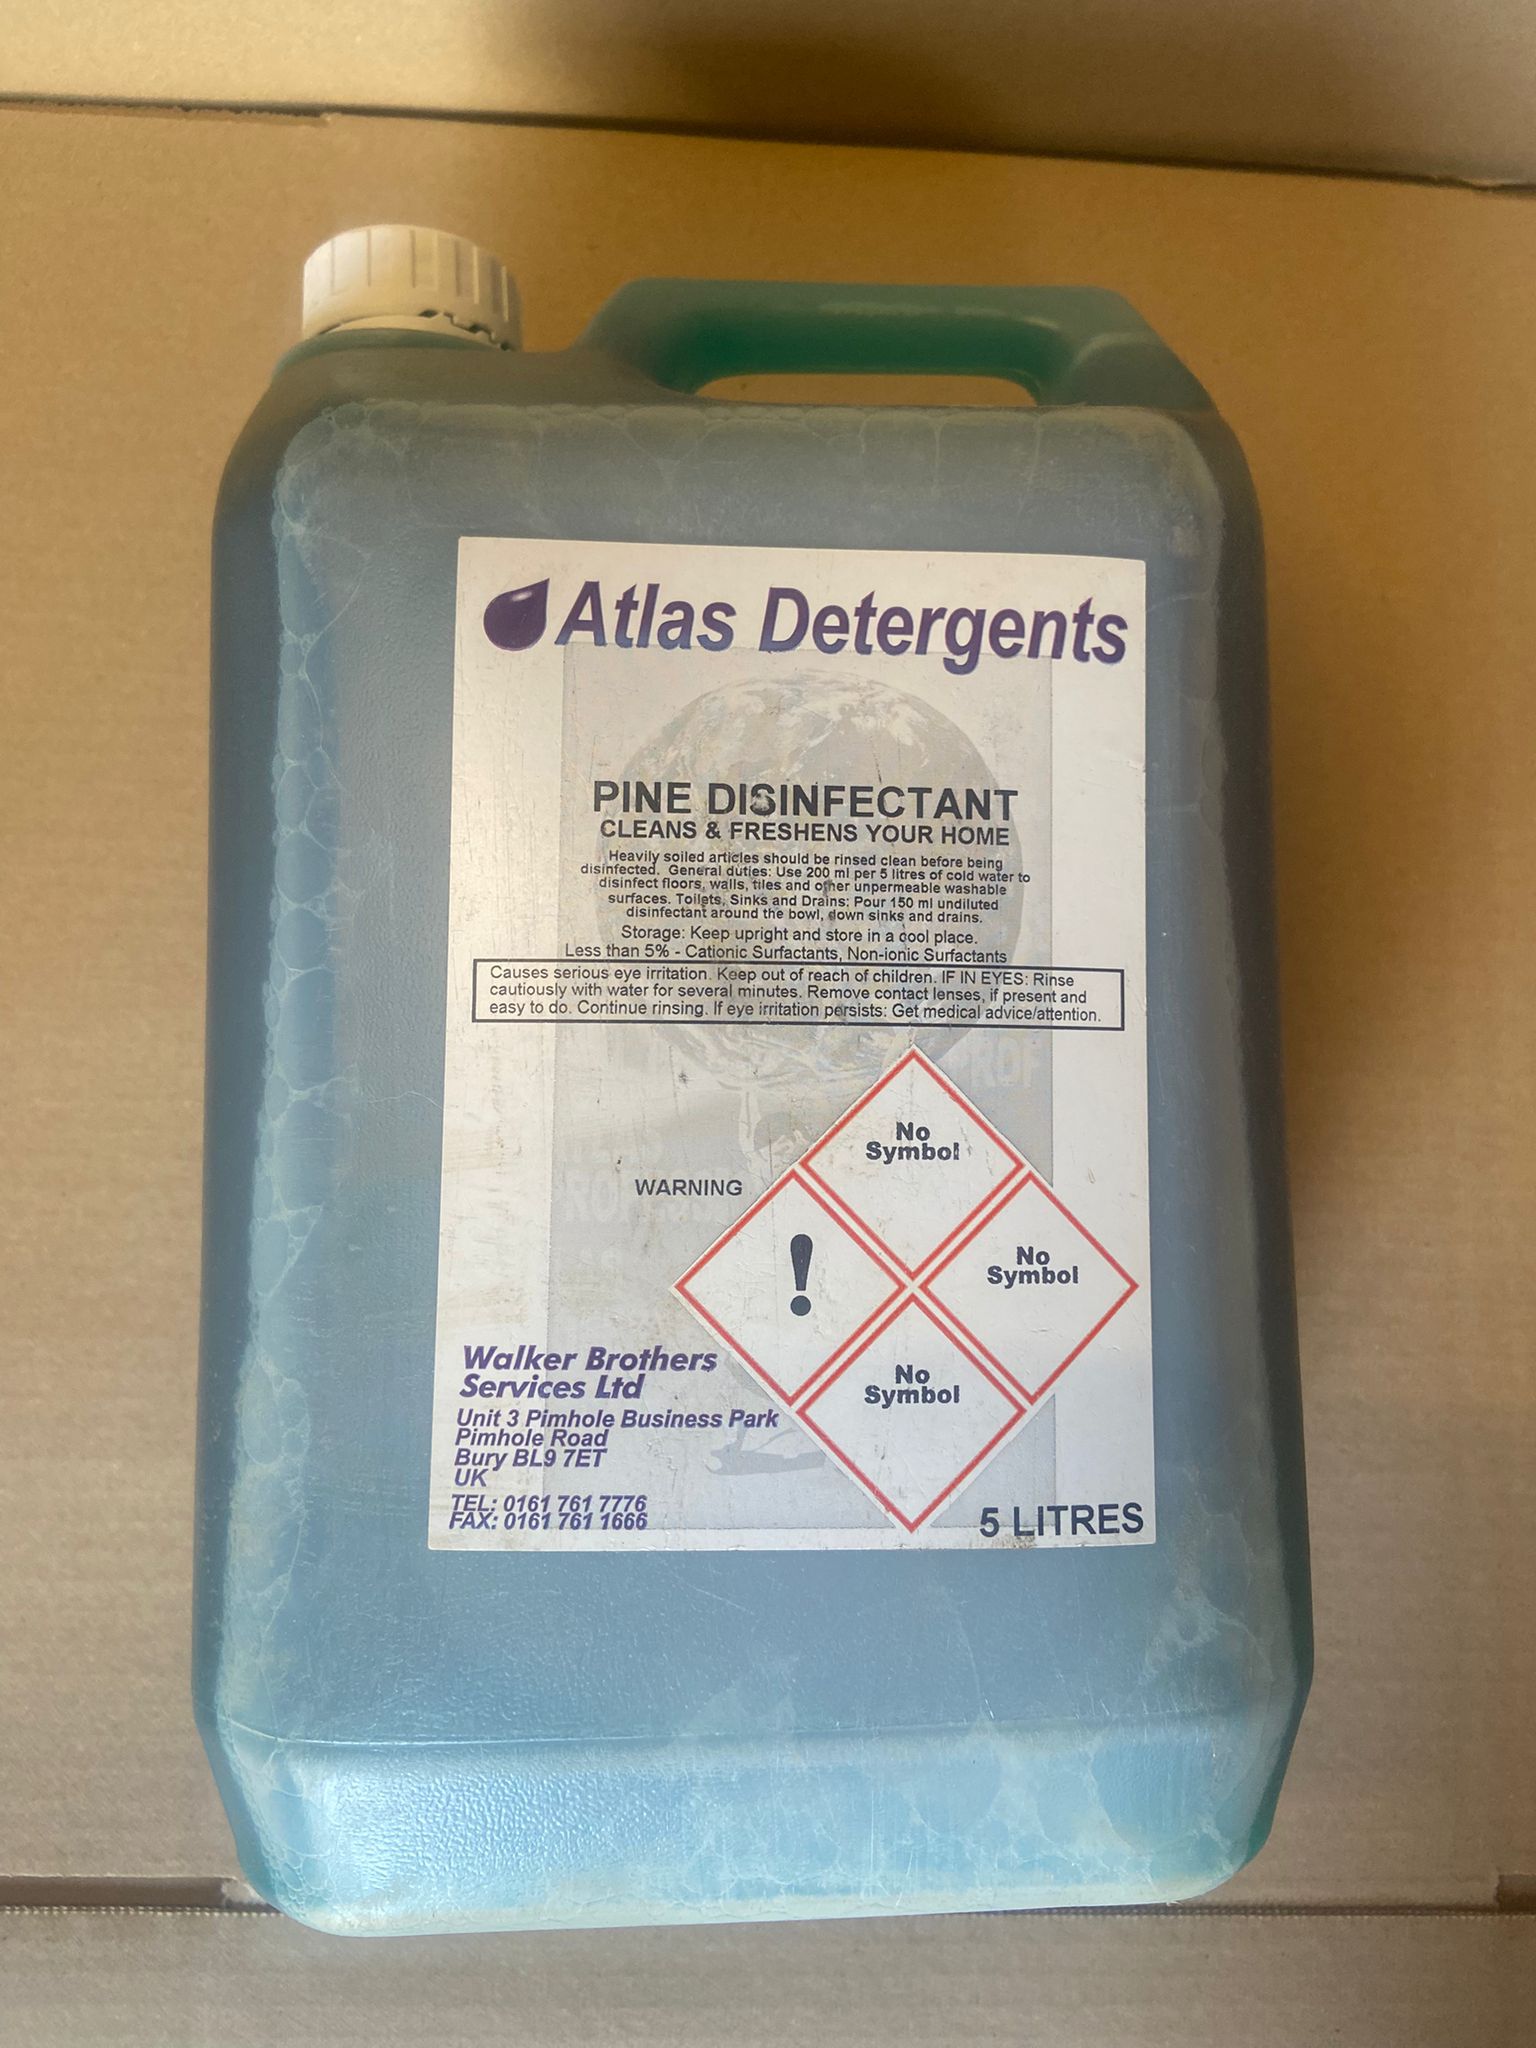 Atlas Detergents
PINE DISINFECTANT
CLEANS & FRESHENS YOUR HOME
Heavily soiled articles should be rinsed clean before being
disinfected. General duties: Use 200 ml per 5 litres of cold water to
disinfect floors, walls, tiles and other unpermeable washable
surfaces. Toilets, Sinks and Drains: Pour 150 ml undiluted
disinfectant around the bowl, down sinks and drains.
Storage: Keep upright and store in a cool place.
Less than 5% - Cationic Surfactants, Non-ionic Surfactants
Causes serious eye irritation. Keep out of reach of children. IF IN EYES: Rinse
cautiously with water for several minutes. Remove contact lenses, if present and
easy to do. Continue rinsing. If eye irritation persists: Get medical advice/attention.
No
Symbol
WARNING
!
No
Symbol
No
Symbol
Walker Brothers
Services Ltd
Unit 3 Pimhole Business Park
Pimhole Road
Bury BL9 7ET
UK
TEL: 0161 761 7776
FAX: 0161 761 1666
5 LITRES